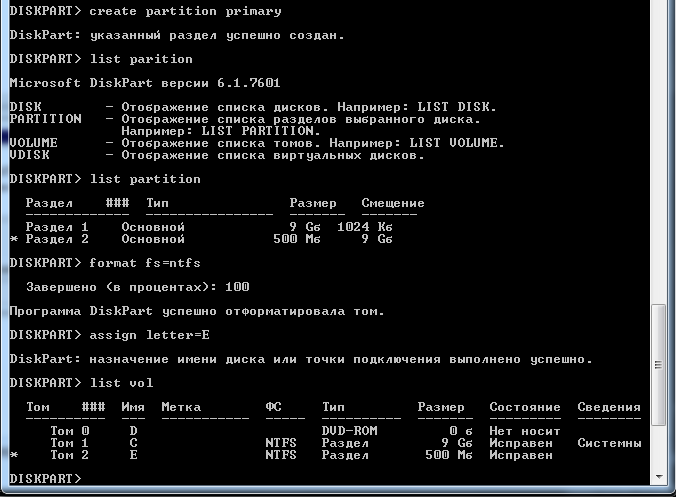 DISKPART> create partition primary
DiskPart: указанный раздел успешно создан.
DISKPART> list parition
Microsoft DiskPart версии 6.1.7601
DISK - Отображение списка дисков. Например: LIST DISK.
PARTITION - Отображение списка разделов выбранного диска.
Например: LIST PARTITION.
VOLUME - Отображение списка томов. Например: LIST VOLUME.
VDISK - Отображение списка виртуальных дисков.
DISKPART> list partition
Раздел ### Тип Размер Смещение
------------- ---------------- ------- -------
Раздел 1 Основной 9 Gб 1024 Kб
* Раздел 2 Основной 500 Mб 9 Gб
DISKPART> format fs=ntfs
Завершено (в процентах): 100
Программа DiskPart успешно отформатировала том.
DISKPART> assign letter=E
DiskPart: назначение имени диска или точки подключения выполнено успешно.
DISKPART> list vol
Том ### Имя Метка ФС Тип Размер Состояние Сведения
---------- --- ----------- ----- ---------- ------- --------- --------
Том 0 D DVD-ROM 0 б Нет носит
Том 1 C NTFS Раздел 9 Gб Исправен Системны
* Том 2 E NTFS Раздел 500 Mб Исправен
DISKPART>